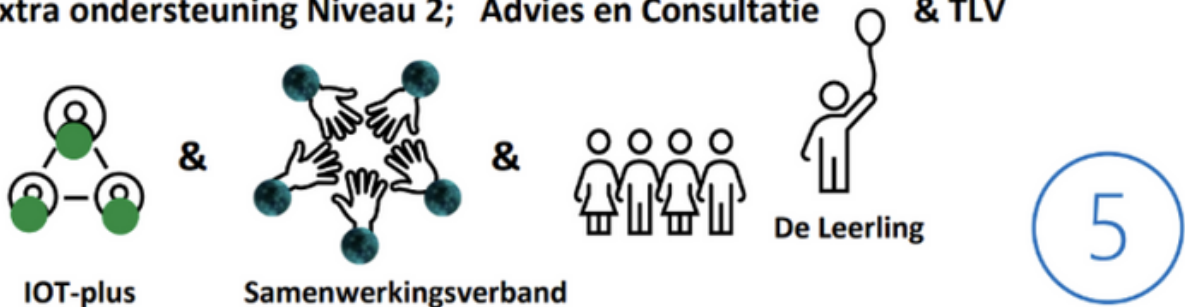 xtra ondersteuning Niveau 2; Advies en Consultatie & TLV
&
&
De Leerling
5
IOT-plus
Samenwerkingsverband